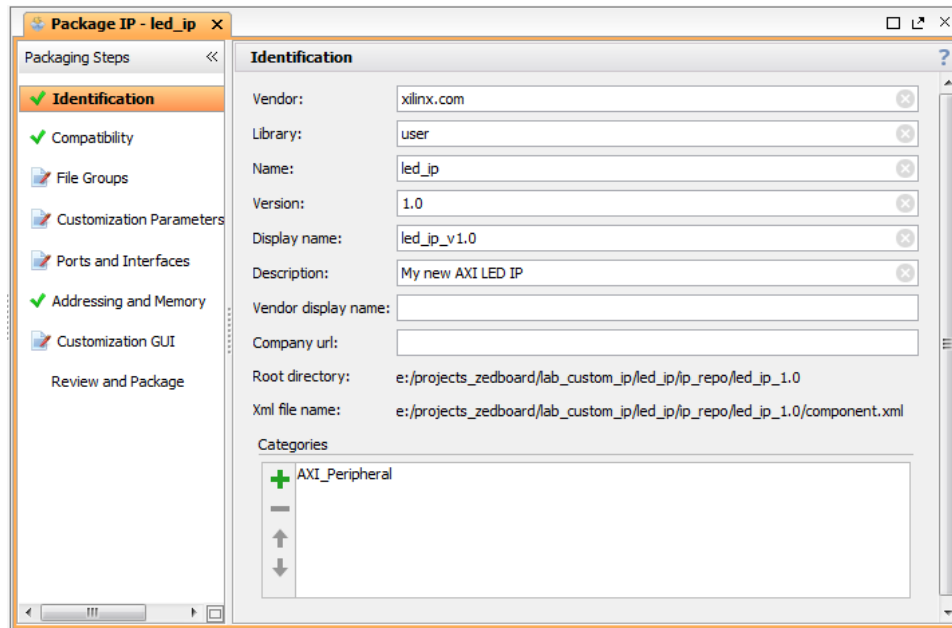 Package IP - led_ip
Packaging Steps
Identification
Compatibility
File Groups
Customization Parameters
Ports and Interfaces
Addressing and Memory
Customization GUI
Review and Package
Identification
?
Vendor: xilinx.com
Library: user
Name: led_ip
Version: 1.0
Display name: led_ip_v1.0
Description: My new AXI LED IP
Vendor display name:
Company url:
Root directory: e:/projects_zedboard/lab_custom_ip/led_ip/ip_repo/led_ip_1.0
Xml file name: e:/projects_zedboard/lab_custom_ip/led_ip/ip_repo/led_ip_1.0/component.xml
Categories
AXI_Peripheral